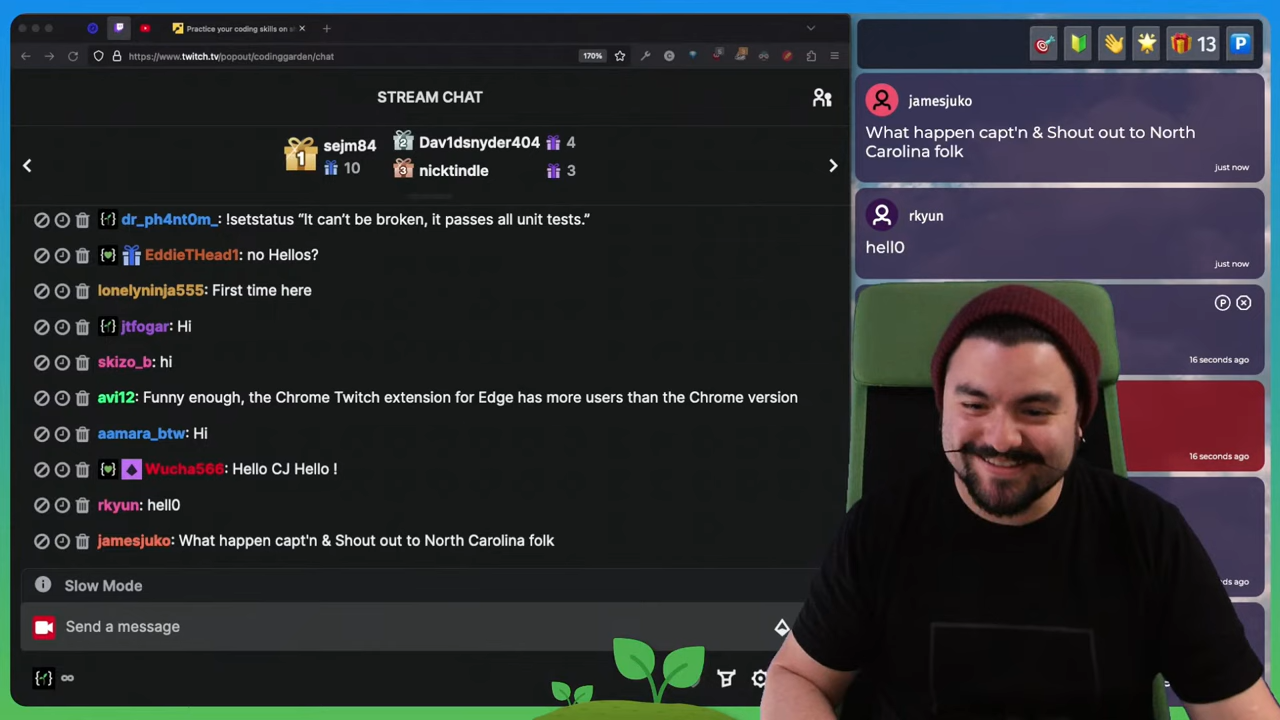 Practice your coding skills on s
https://www.twitch.tv/popout/codinggarden/chat
170%
STREAM CHAT
1
sejm84
10
2
Dav1dsnyder404
4
3
nicktindle
3
dr_ph4nt0m_: !setstatus “It can’t be broken, it passes all unit tests.”
EddieTHead1: no Hellos?
lonelyninja555: First time here
jtfogar: Hi
skizo_b: hi
avi12: Funny enough, the Chrome Twitch extension for Edge has more users than the Chrome version
aamara_btw: Hi
Wucha566: Hello CJ Hello !
rkyun: hell0
jamesjuko: What happen capt'n & Shout out to North Carolina folk
Slow Mode
Send a message
∞
13
P
jamesjuko
What happen capt'n & Shout out to North
Carolina folk
just now
rkyun
hell0
just now
P
16 seconds ago
16 seconds ago
ds ago